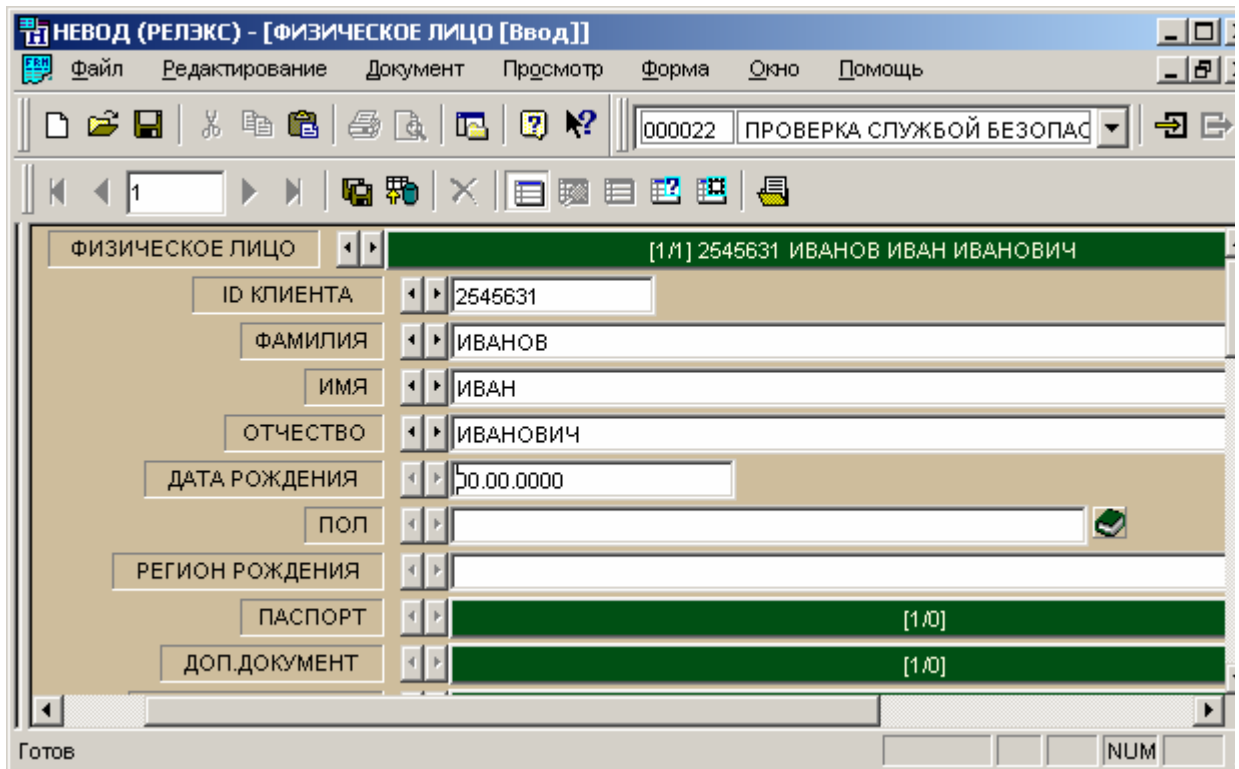 НЕВОД (РЕЛЭКС) - [ФИЗИЧЕСКОЕ ЛИЦО [Ввод]]
Файл Редактирование Документ Просмотр Форма Окно Помощь
000022 ПРОВЕРКА СЛУЖБОЙ БЕЗОПАС
1
ФИЗИЧЕСКОЕ ЛИЦО [1/1] 2545631 ИВАНОВ ИВАН ИВАНОВИЧ
ID КЛИЕНТА 2545631
ФАМИЛИЯ ИВАНОВ
ИМЯ ИВАН
ОТЧЕСТВО ИВАНОВИЧ
ДАТА РОЖДЕНИЯ 00.00.0000
ПОЛ
РЕГИОН РОЖДЕНИЯ
ПАСПОРТ [1/0]
ДОП.ДОКУМЕНТ [1/0]
Готов NUM